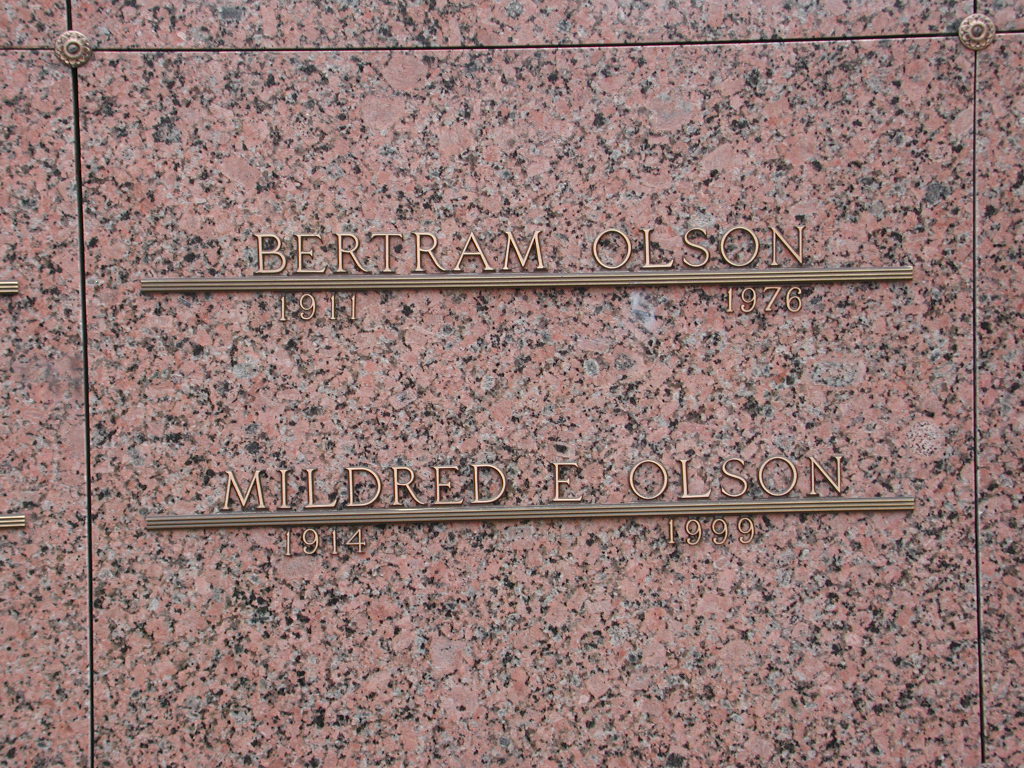 BERTRAM OLSON
1911 1976
MILDRED E OLSON
1914 1999